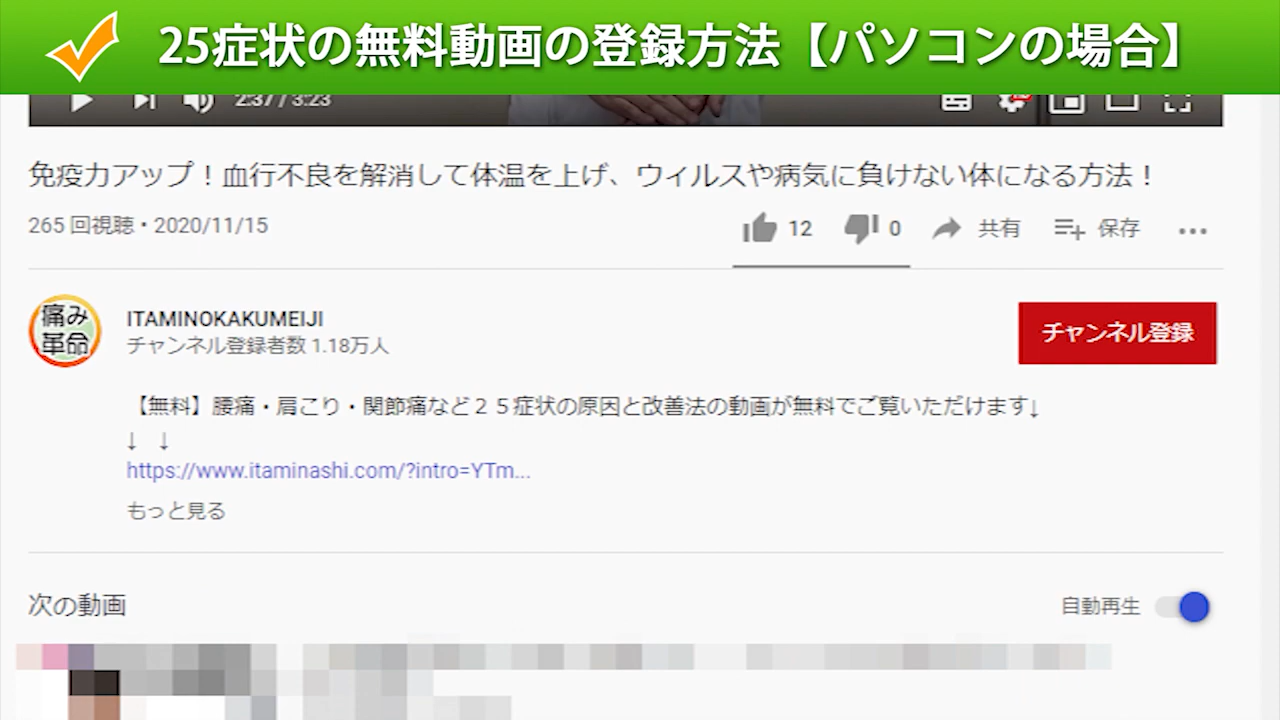 25症状の無料動画の登録方法【パソコンの場合】
2:37 / 3:23
免疫力アップ！血行不良を解消して体温を上げ、ウィルスや病気に負けない体になる方法！
265 回視聴・2020/11/15
12 0 共有 保存
痛み
革命
ITAMINOKAKUMEIJI
チャンネル登録者数 1.18万人
チャンネル登録
【無料】腰痛・肩こり・関節痛など２５症状の原因と改善法の動画が無料でご覧いただけます↓
↓ ↓
https://www.itaminashi.com/?intro=YTm...
もっと見る
次の動画
自動再生